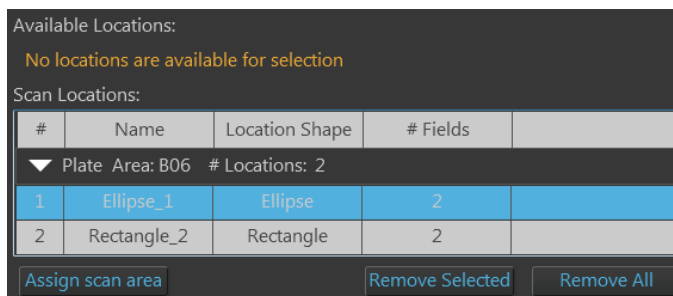 Available Locations:
No locations are available for selection
Scan Locations:
# Name Location Shape # Fields
Plate Area: B06 # Locations: 2
1 Ellipse_1 Ellipse 2
2 Rectangle_2 Rectangle 2
Assign scan area Remove Selected Remove All